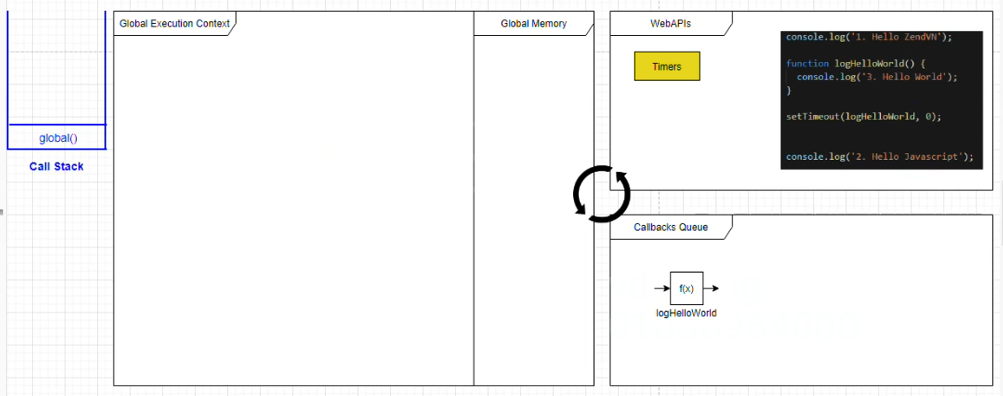 global()
Call Stack
Global Execution Context
Global Memory
WebAPIs
Timers
console.log('1. Hello ZendVN');
function logHelloWorld() {
console.log('3. Hello World');
}
setTimeout(logHelloWorld, 0);
console.log('2. Hello Javascript');
Callbacks Queue
f(x)
logHelloWorld